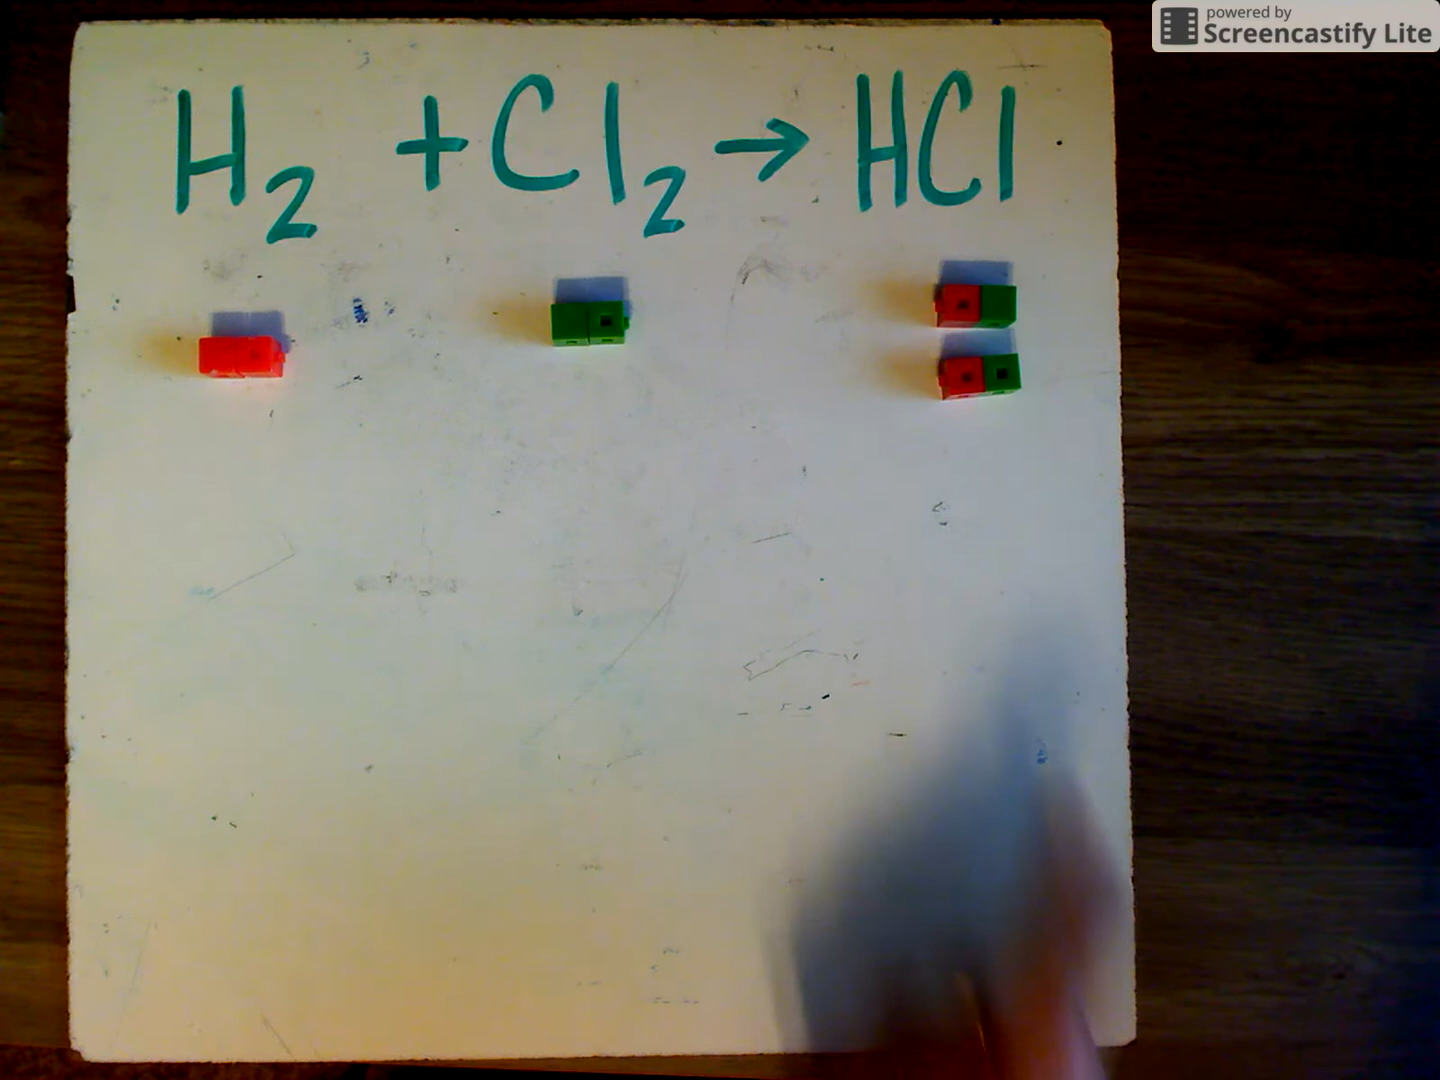 powered by
Screencastify Lite
H₂ + Cl₂ → HCl